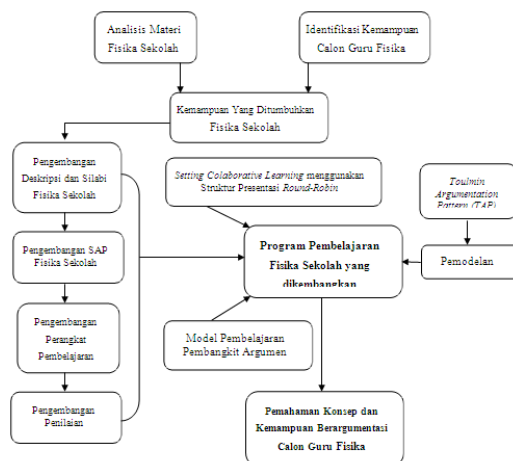 Analisis Materi
Fisika Sekolah
Identifikasi Kemampuan
Calon Guru Fisika
Kemampuan Yang Ditumbuhkan
Fisika Sekolah
Pengembangan
Deskripsi dan Silabi
Fisika Sekolah
Setting Colaborative Learning menggunakan
Struktur Presentasi Round-Robin
Toulmin
Argumentation
Pattern (TAP)
Pengembangan SAP
Fisika Sekolah
Program Pembelajaran
Fisika Sekolah yang
dikembangkan
Pemodelan
Pengembangan
Perangkat
Pembelajaran
Model Pembelajaran
Pembangkit Argumen
Pengembangan
Penilaian
Pemahaman Konsep dan
Kemampuan Berargumentasi
Calon Guru Fisika